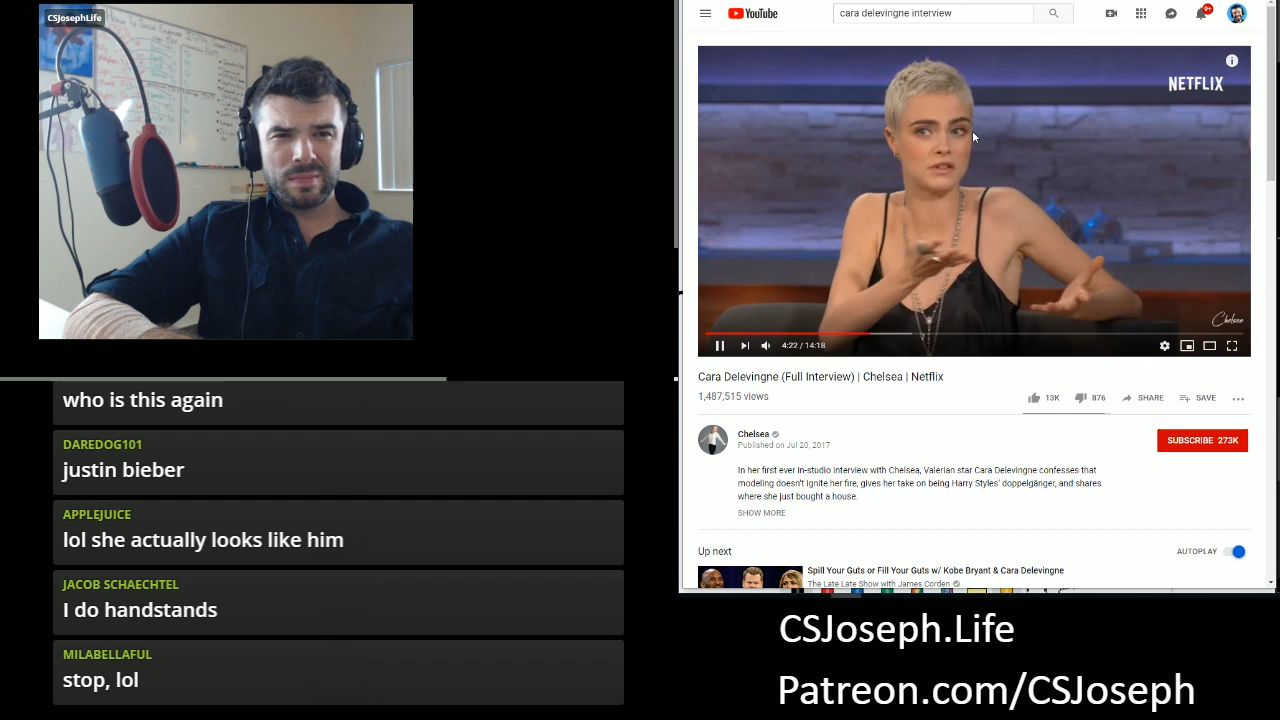 CSJosephLife
who is this again
DAREDOG101
justin bieber
APPLEJUICE
lol she actually looks like him
JACOB SCHAECHTEL
I do handstands
MILABELLAFUL
stop, lol
YouTube
cara delevingne interview
9+
NETFLIX
Chelsea
4:22 / 14:18
Cara Delevingne (Full Interview) | Chelsea | Netflix
1,487,515 views
13K 876 SHARE SAVE
Chelsea
Published on Jul 20, 2017
SUBSCRIBE 273K
In her first ever in-studio interview with Chelsea, Valerian star Cara Delevingne confesses that
modeling doesn't ignite her fire, gives her take on being Harry Styles' doppelgänger, and shares
where she just bought a house.
SHOW MORE
Up next
AUTOPLAY
Spill Your Guts or Fill Your Guts w/ Kobe Bryant & Cara Delevingne
The Late Late Show with James Corden
CSJoseph.Life
Patreon.com/CSJoseph